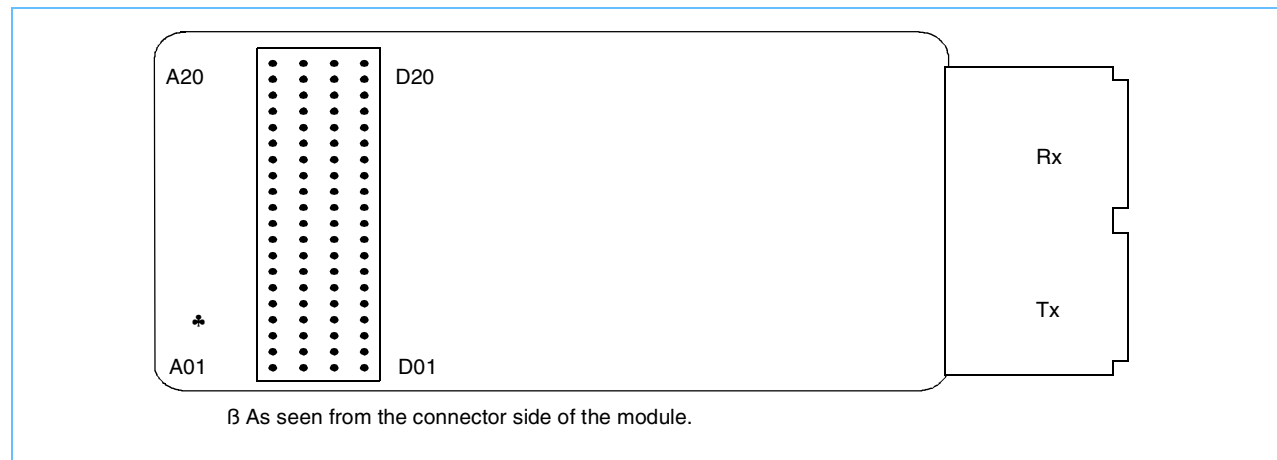 A20 D20
Rx
Tx
♣
A01 D01
ß As seen from the connector side of the module.